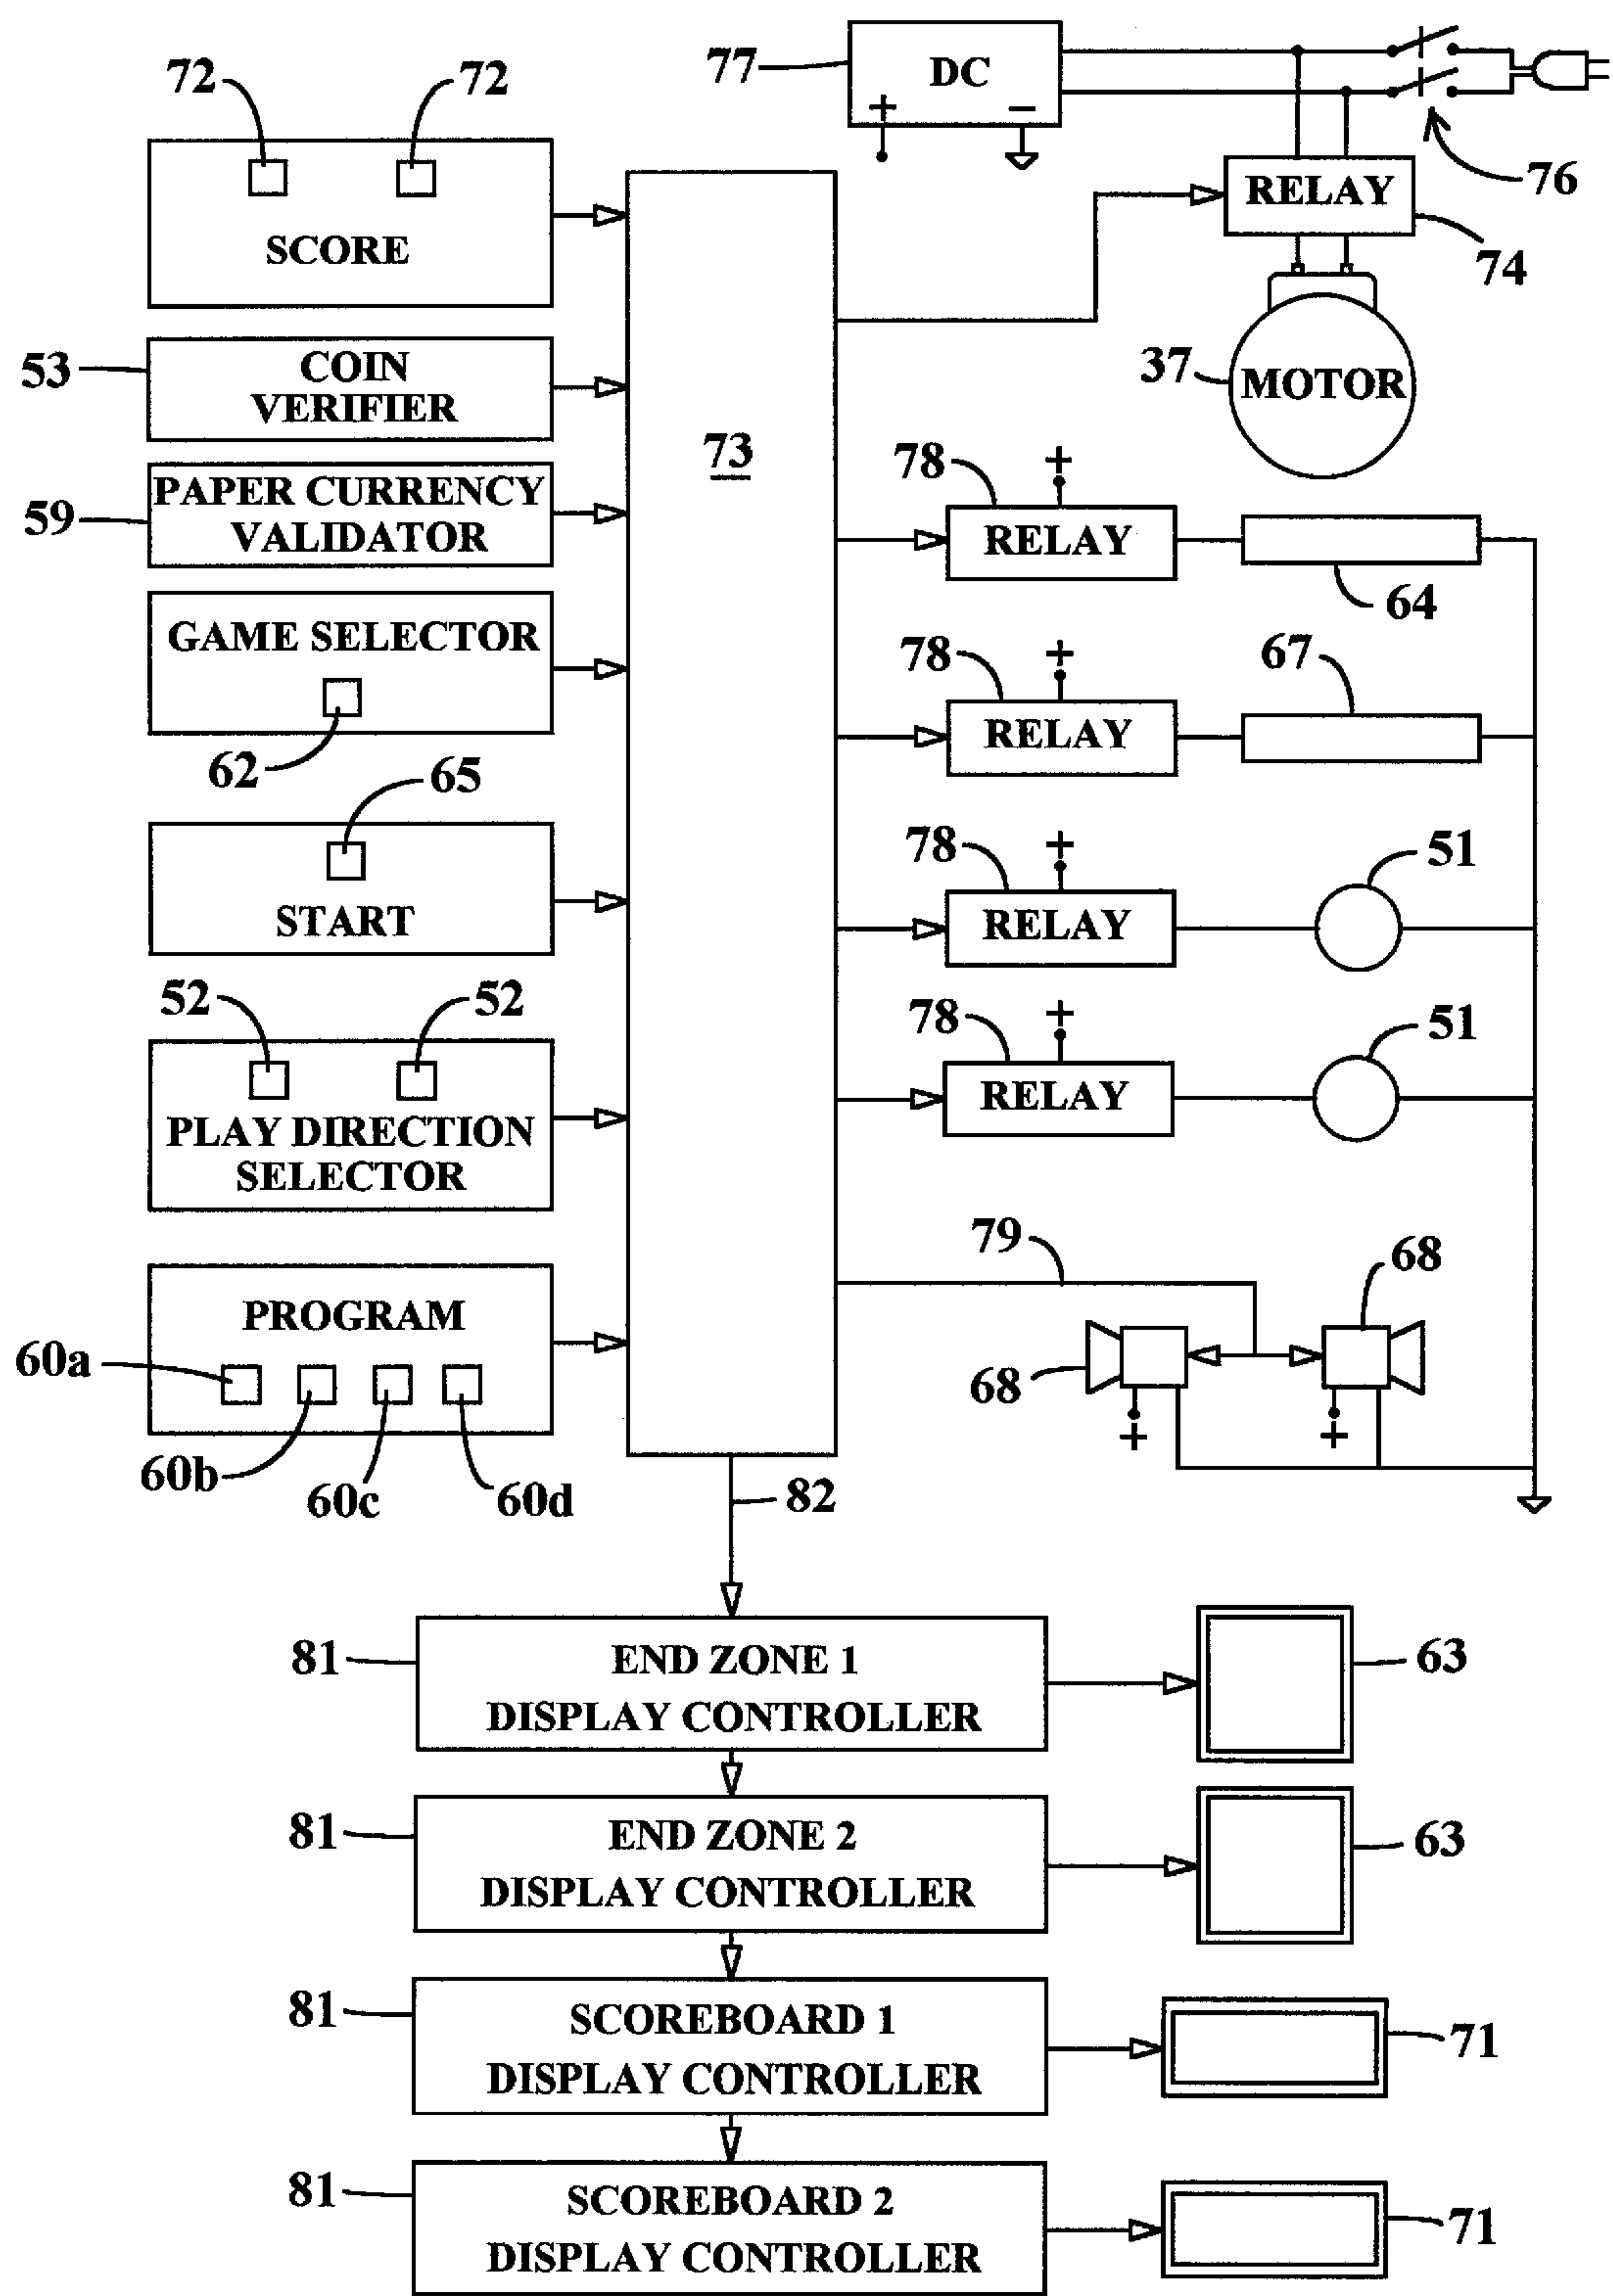 72
72
SCORE
53
COIN
VERIFIER
59
PAPER CURRENCY
VALIDATOR
GAME SELECTOR
62
65
START
52
52
PLAY DIRECTION
SELECTOR
PROGRAM
60a
60b
60c
60d
73
77
DC
+
−
76
RELAY
74
37
MOTOR
78
+
RELAY
64
78
+
RELAY
67
78
+
RELAY
51
78
+
RELAY
51
79
68
68
+
+
82
81
END ZONE 1
DISPLAY CONTROLLER
63
81
END ZONE 2
DISPLAY CONTROLLER
63
81
SCOREBOARD 1
DISPLAY CONTROLLER
71
81
SCOREBOARD 2
DISPLAY CONTROLLER
71